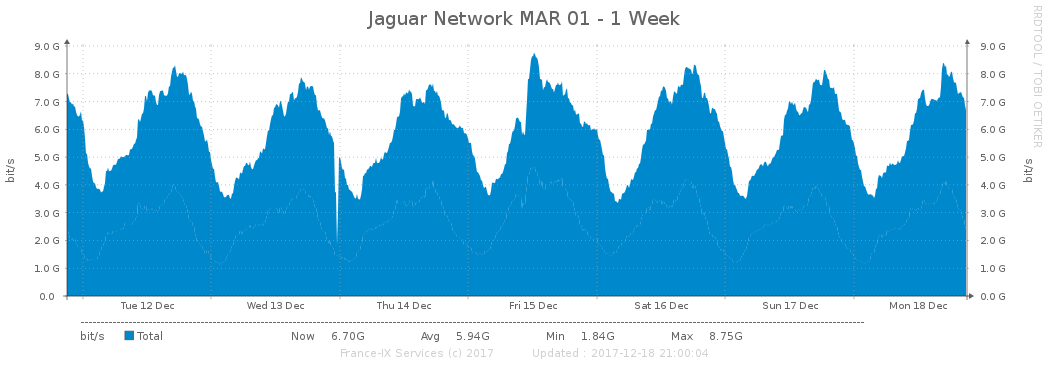 Jaguar Network MAR 01 - 1 Week
RRDTOOL / TOBI OETIKER
bit/s
9.0 G 9.0 G
8.0 G 8.0 G
7.0 G 7.0 G
6.0 G 6.0 G
5.0 G 5.0 G
4.0 G 4.0 G
3.0 G 3.0 G
2.0 G 2.0 G
1.0 G 1.0 G
0.0 0.0 G
bit/s
Tue 12 Dec Wed 13 Dec Thu 14 Dec Fri 15 Dec Sat 16 Dec Sun 17 Dec Mon 18 Dec
bit/s Total Now 6.70G Avg 5.94G Min 1.84G Max 8.75G
France-IX Services (c) 2017 Updated : 2017-12-18 21:00:04